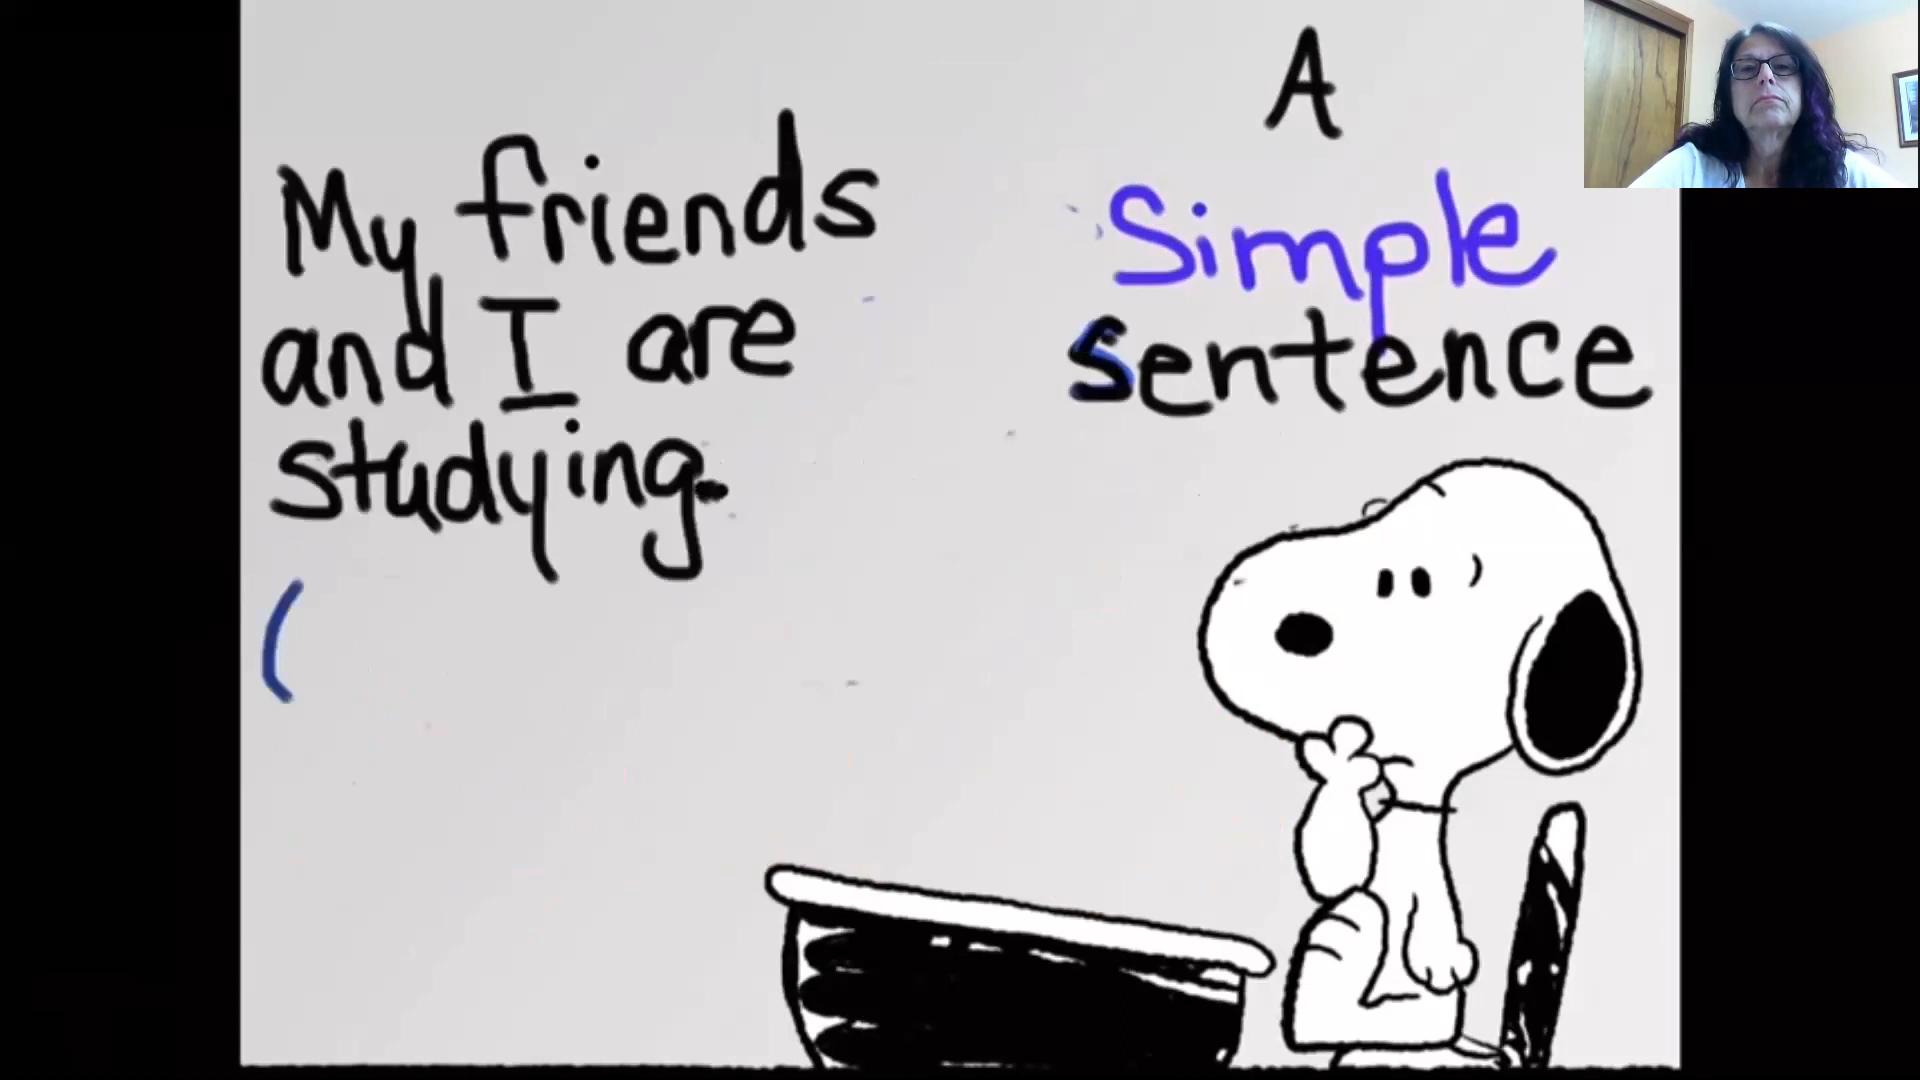 My friends
and I are
studying.
(
A
Simple
sentence